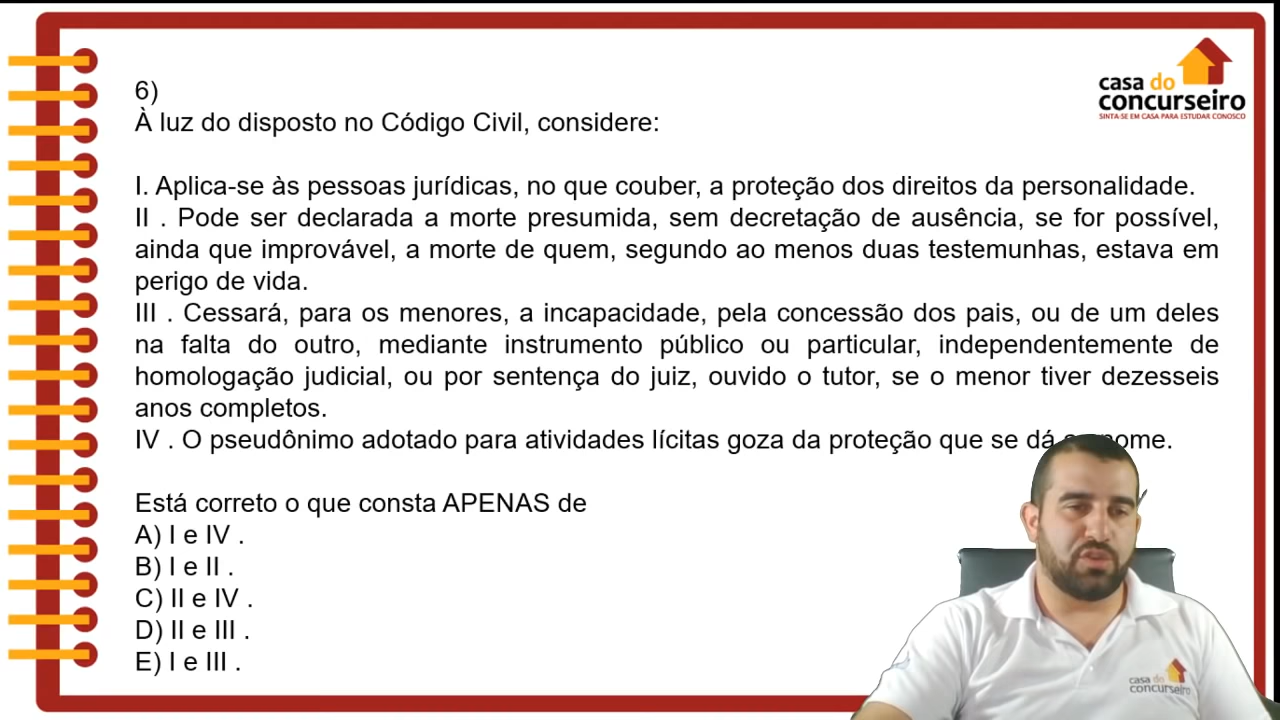 casa do
concurseiro
SINTA-SE EM CASA PARA ESTUDAR CONOSCO
6)
À luz do disposto no Código Civil, considere:
I. Aplica-se às pessoas jurídicas, no que couber, a proteção dos direitos da personalidade.
II . Pode ser declarada a morte presumida, sem decretação de ausência, se for possível,
ainda que improvável, a morte de quem, segundo ao menos duas testemunhas, estava em
perigo de vida.
III . Cessará, para os menores, a incapacidade, pela concessão dos pais, ou de um deles
na falta do outro, mediante instrumento público ou particular, independentemente de
homologação judicial, ou por sentença do juiz, ouvido o tutor, se o menor tiver dezesseis
anos completos.
IV . O pseudônimo adotado para atividades lícitas goza da proteção que se dá ao nome.
Está correto o que consta APENAS de
A) I e IV .
B) I e II .
C) II e IV .
D) II e III .
E) I e III .
casa do
concurseiro